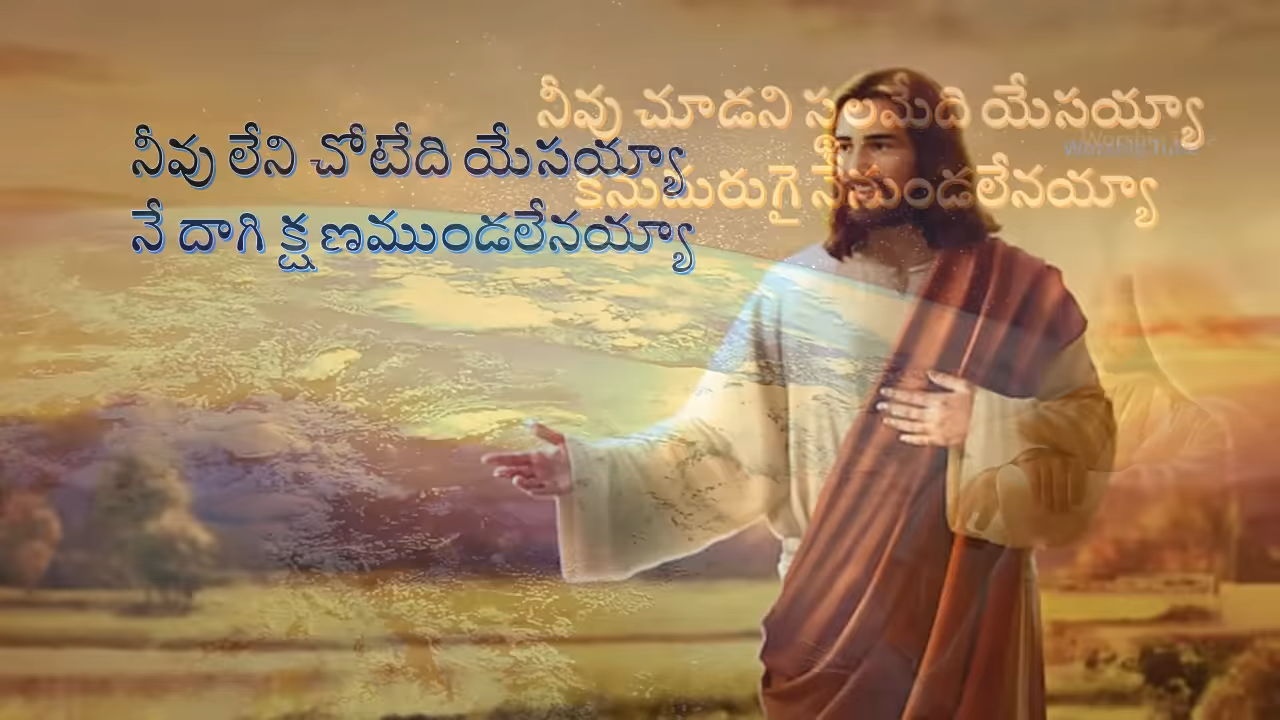 నీవు చూడని స్థలమేది యేసయ్యా
కనుమరుగై నేనుండలేనయ్యా
నీవు లేని చోటేది యేసయ్యా
నే దాగి క్షణముండలేనయ్యా